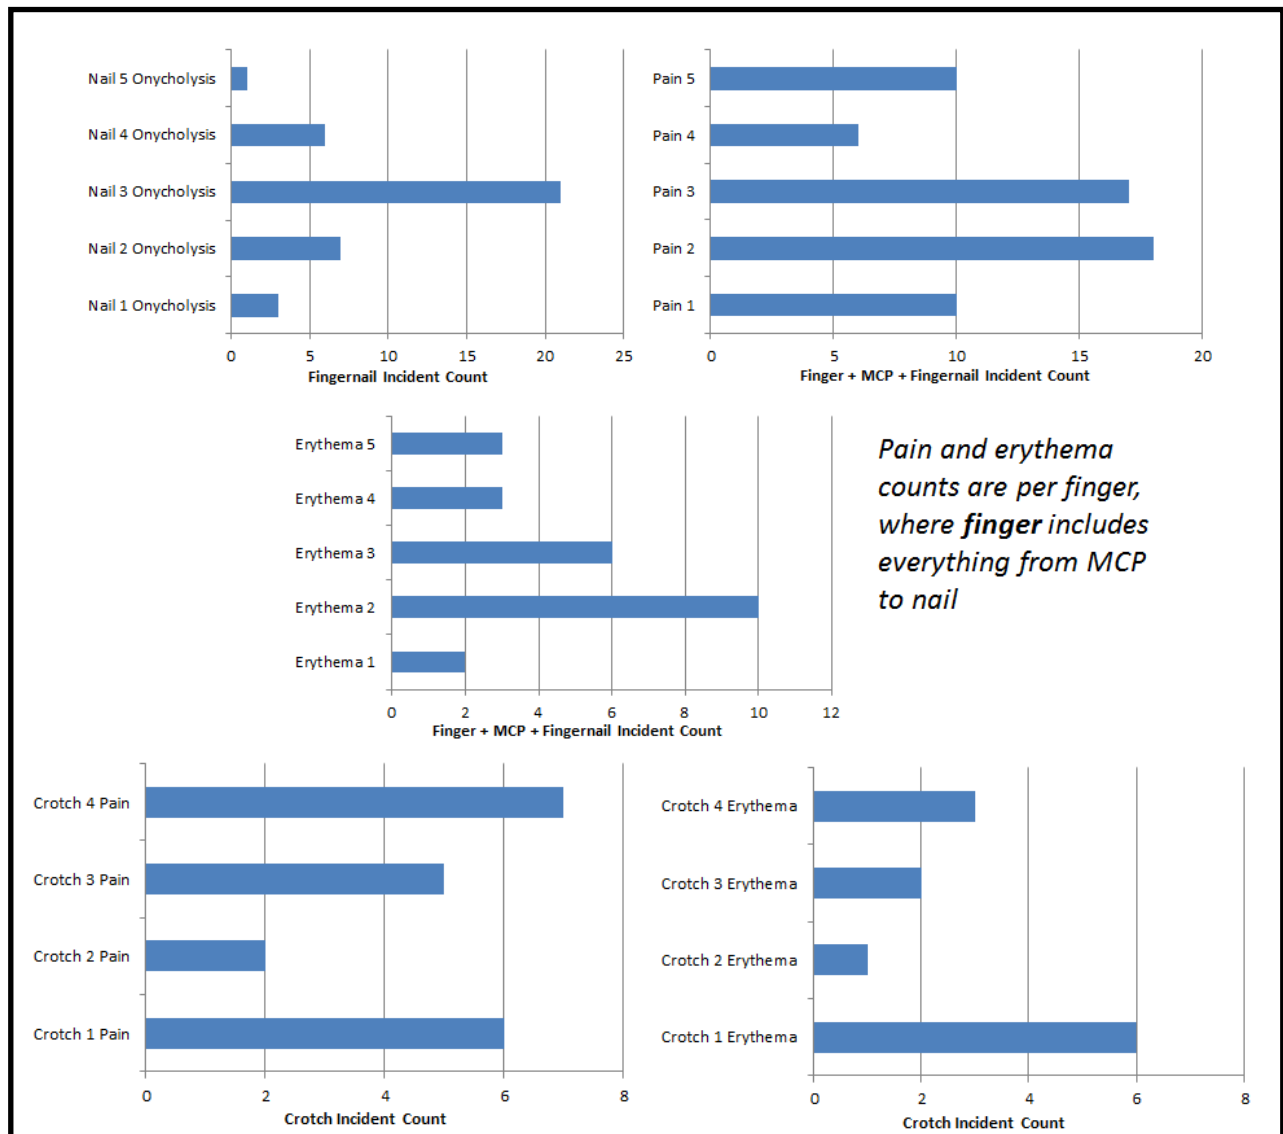 Nail 5 Onycholysis
Nail 4 Onycholysis
Nail 3 Onycholysis
Nail 2 Onycholysis
Nail 1 Onycholysis
0 5 10 15 20 25
Fingernail Incident Count
Pain 5
Pain 4
Pain 3
Pain 2
Pain 1
0 5 10 15 20
Finger + MCP + Fingernail Incident Count
Erythema 5
Erythema 4
Erythema 3
Erythema 2
Erythema 1
0 2 4 6 8 10 12
Finger + MCP + Fingernail Incident Count
Pain and erythema
counts are per finger,
where finger includes
everything from MCP
to nail
Crotch 4 Pain
Crotch 3 Pain
Crotch 2 Pain
Crotch 1 Pain
0 2 4 6 8
Crotch Incident Count
Crotch 4 Erythema
Crotch 3 Erythema
Crotch 2 Erythema
Crotch 1 Erythema
0 2 4 6 8
Crotch Incident Count